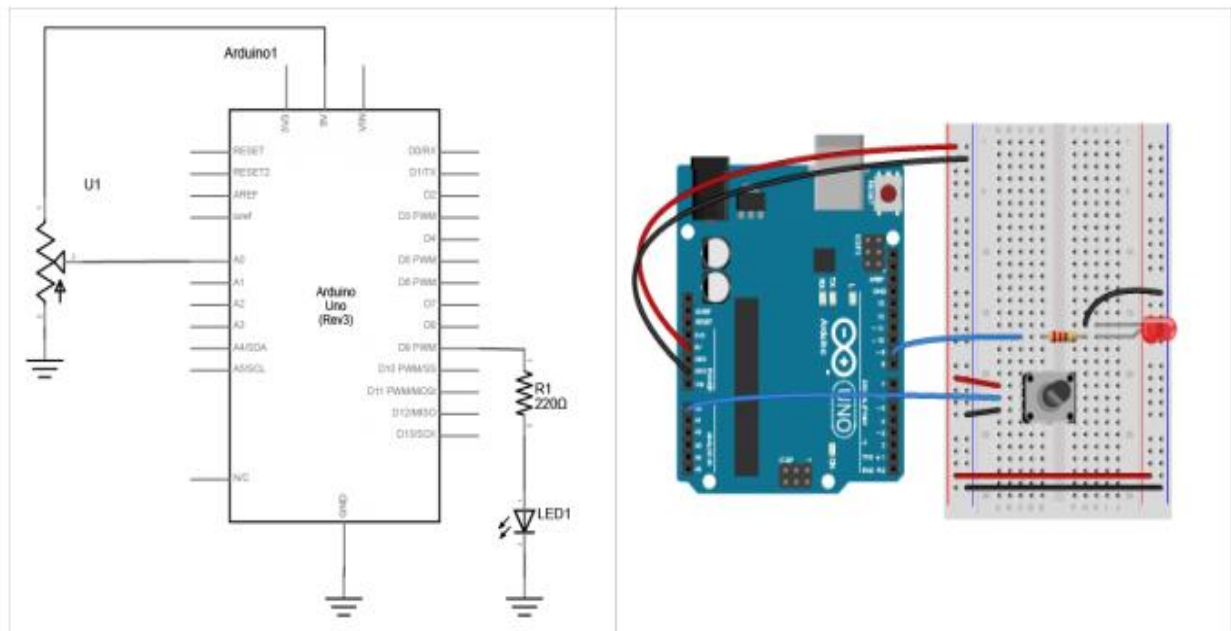 Arduino1
3V3
5V
VIN
RESET
RESET2
AREF
ioref
A0
A1
A2
A3
A4/SDA
A5/SCL
N/C
D0/RX
D1/TX
D2
D3 PWM
D4
D5 PWM
D6 PWM
D7
D8
D9 PWM
D10 PWM/SS
D11 PWM/MOSI
D12/MISO
D13/SCK
Arduino
Uno
(Rev3)
GND
U1
R1
220Ω
LED1
Arduino
UNO